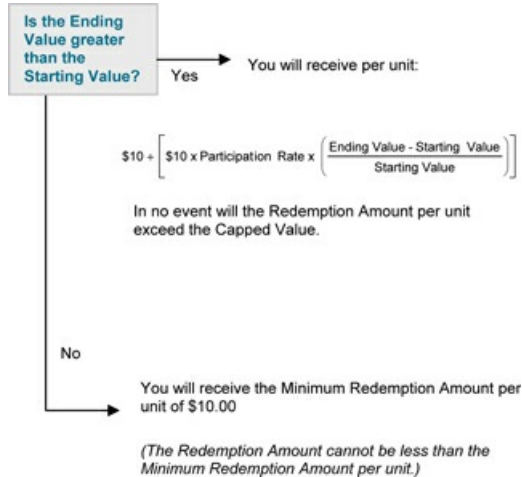 Is the Ending
Value greater
than the
Starting Value?
Yes
You will receive per unit:
$10 + [ $10 x Participation Rate x ( Ending Value - Starting Value / Starting Value ) ]
In no event will the Redemption Amount per unit
exceed the Capped Value.
No
You will receive the Minimum Redemption Amount per
unit of $10.00
(The Redemption Amount cannot be less than the
Minimum Redemption Amount per unit.)